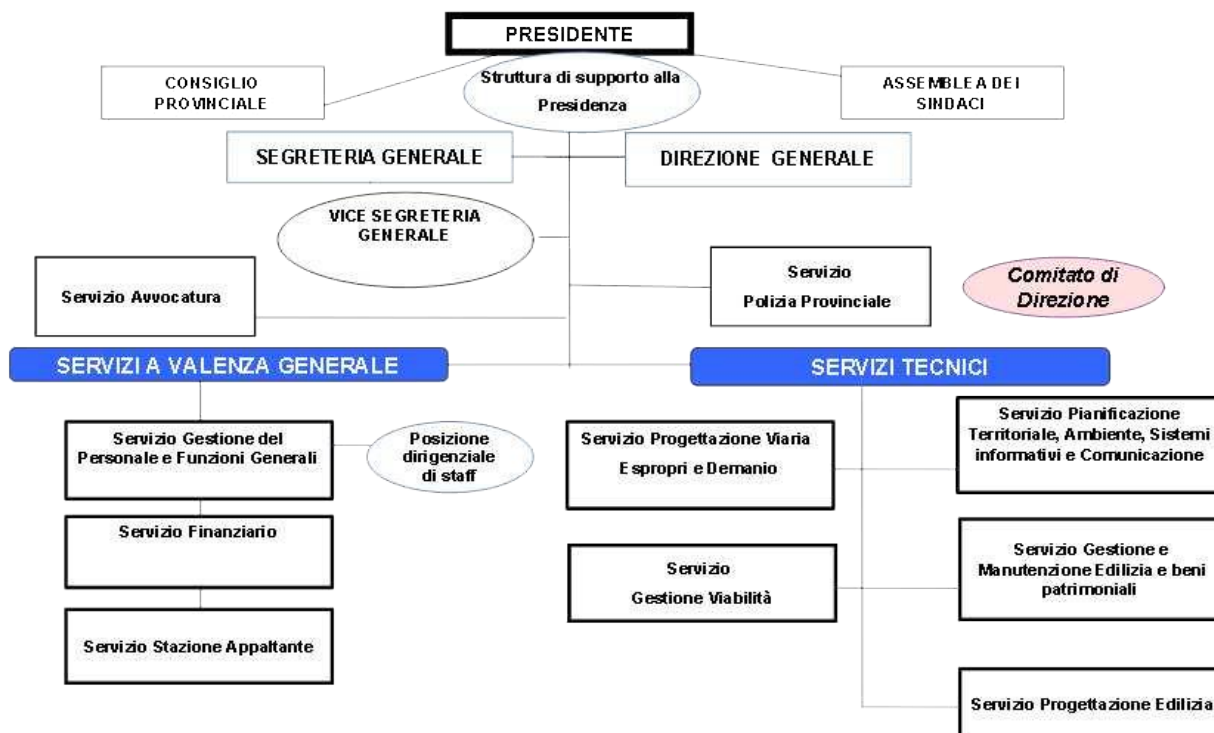 PRESIDENTE
CONSIGLIO
PROVINCIALE
Struttura di supporto alla
Presidenza
ASSEMBLEA DEI
SINDACI
SEGRETERIA GENERALE
DIREZIONE GENERALE
VICE SEGRETERIA
GENERALE
Servizio Avvocatura
Servizio
Polizia Provinciale
Comitato di
Direzione
SERVIZI A VALENZA GENERALE
SERVIZI TECNICI
Servizio Gestione del
Personale e Funzioni Generali
Posizione
dirigenziale
di staff
Servizio Finanziario
Servizio Stazione Appaltante
Servizio Progettazione Viaria
Espropri e Demanio
Servizio Pianificazione
Territoriale, Ambiente, Sistemi
informativi e Comunicazione
Servizio
Gestione Viabilità
Servizio Gestione e
Manutenzione Edilizia e beni
patrimoniali
Servizio Progettazione Edilizia